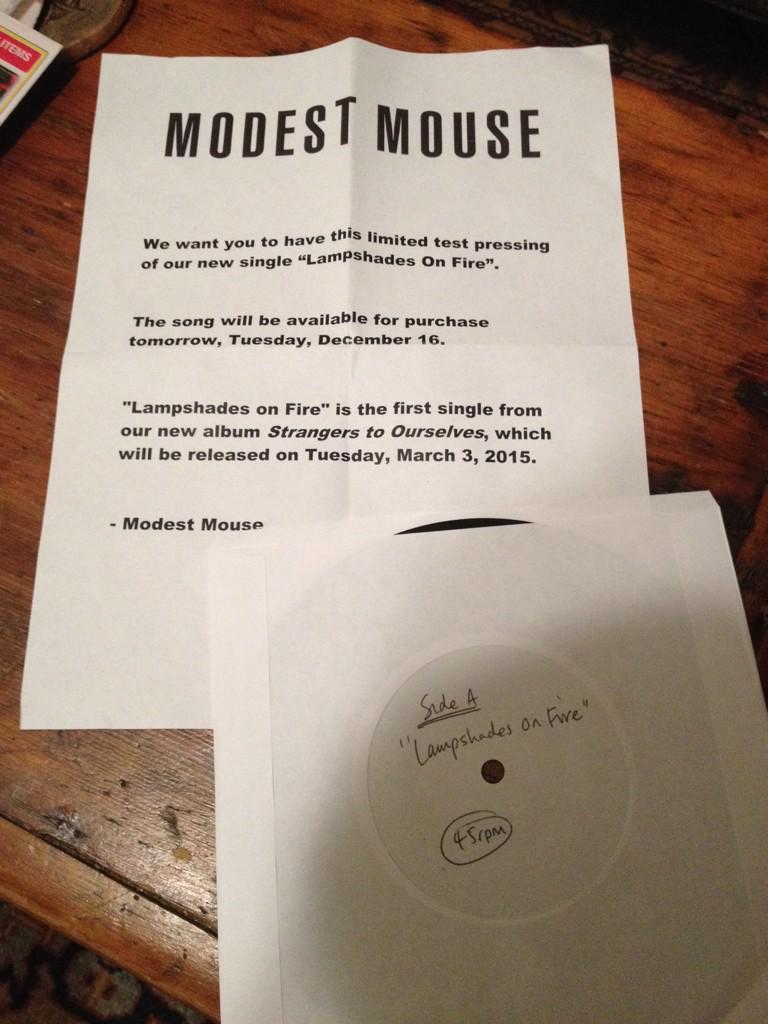 ITEMS
MODEST MOUSE
We want you to have this limited test pressing
of our new single “Lampshades On Fire”.
The song will be available for purchase
tomorrow, Tuesday, December 16.
"Lampshades on Fire" is the first single from
our new album Strangers to Ourselves, which
will be released on Tuesday, March 3, 2015.
- Modest Mouse
Side A
"Lampshades on Fire"
45rpm